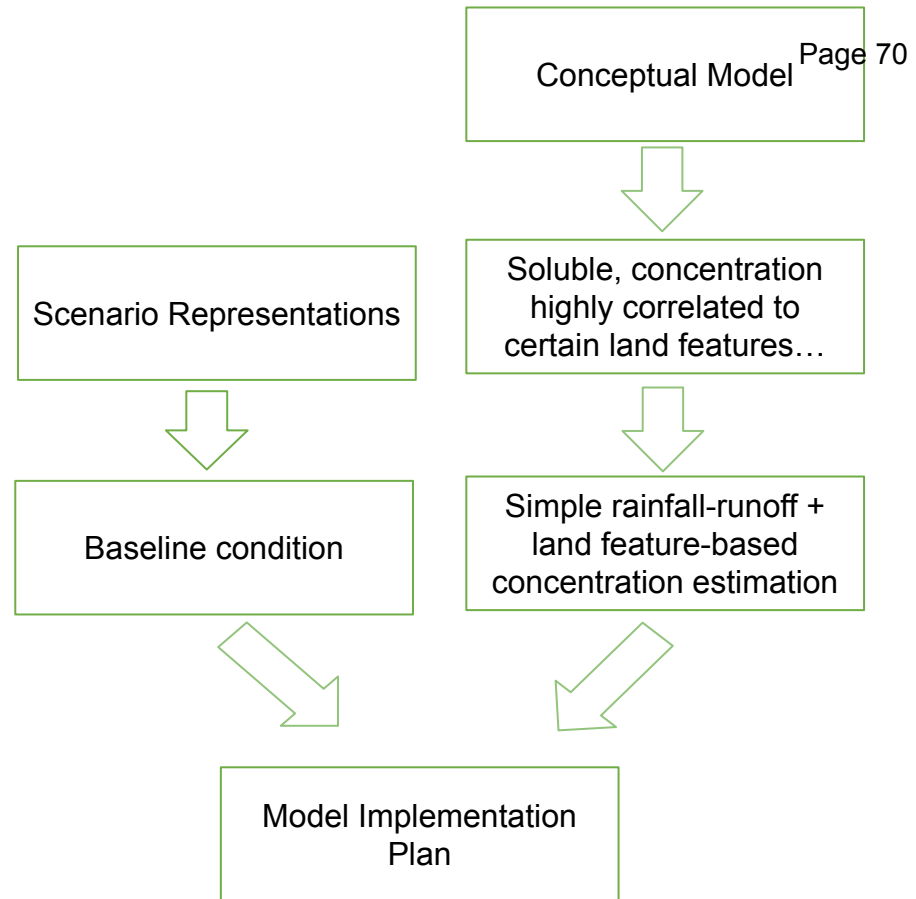 Page 70
Conceptual Model
Scenario Representations
Soluble, concentration
highly correlated to
certain land features…
Baseline condition
Simple rainfall-runoff +
land feature-based
concentration estimation
Model Implementation
Plan